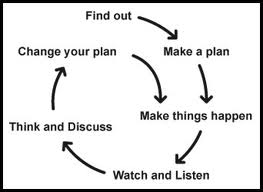 Find out
Change your plan
Make a plan
Make things happen
Think and Discuss
Watch and Listen